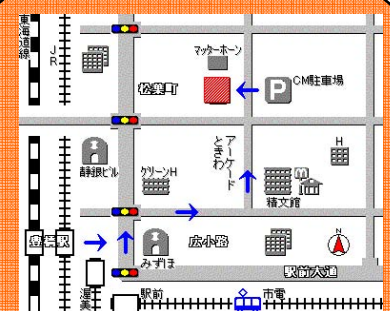 東海道線
JR
マッターホーン
松葉町
P
CM駐車場
アーケード
ときわ
静銀ビル
グリーンH
H
m
精文館
豊橋駅
みずほ
広小路
N
駅前大通
渥美
駅前
市電